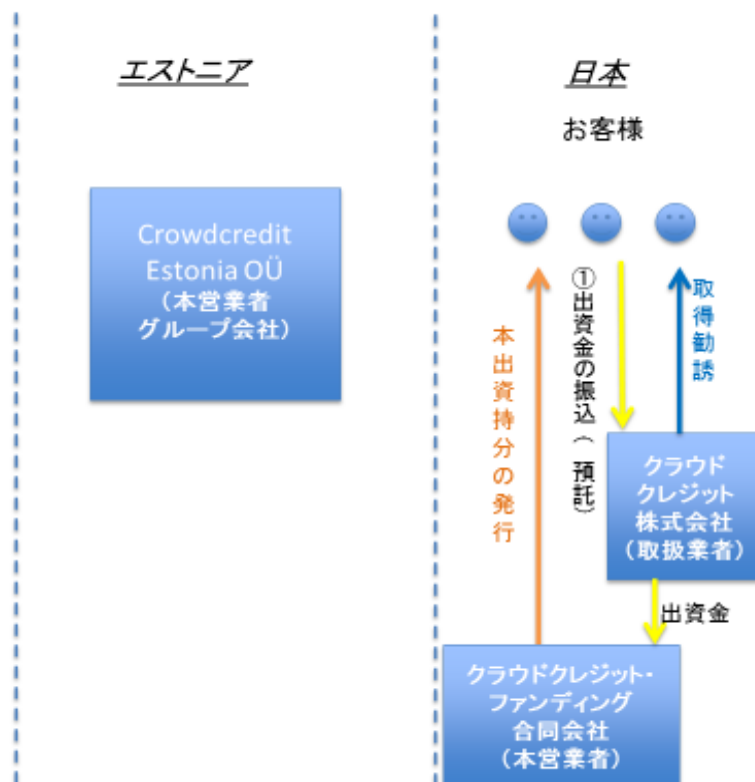 エストニア
日本
お客様
Crowdcredit
Estonia OÜ
(本営業者
グループ会社)
本出資持分の発行
①出資金の振込(預託)
取得勧誘
クラウド
クレジット
株式会社
(取扱業者)
出資金
クラウドクレジット・
ファンディング
合同会社
(本営業者)